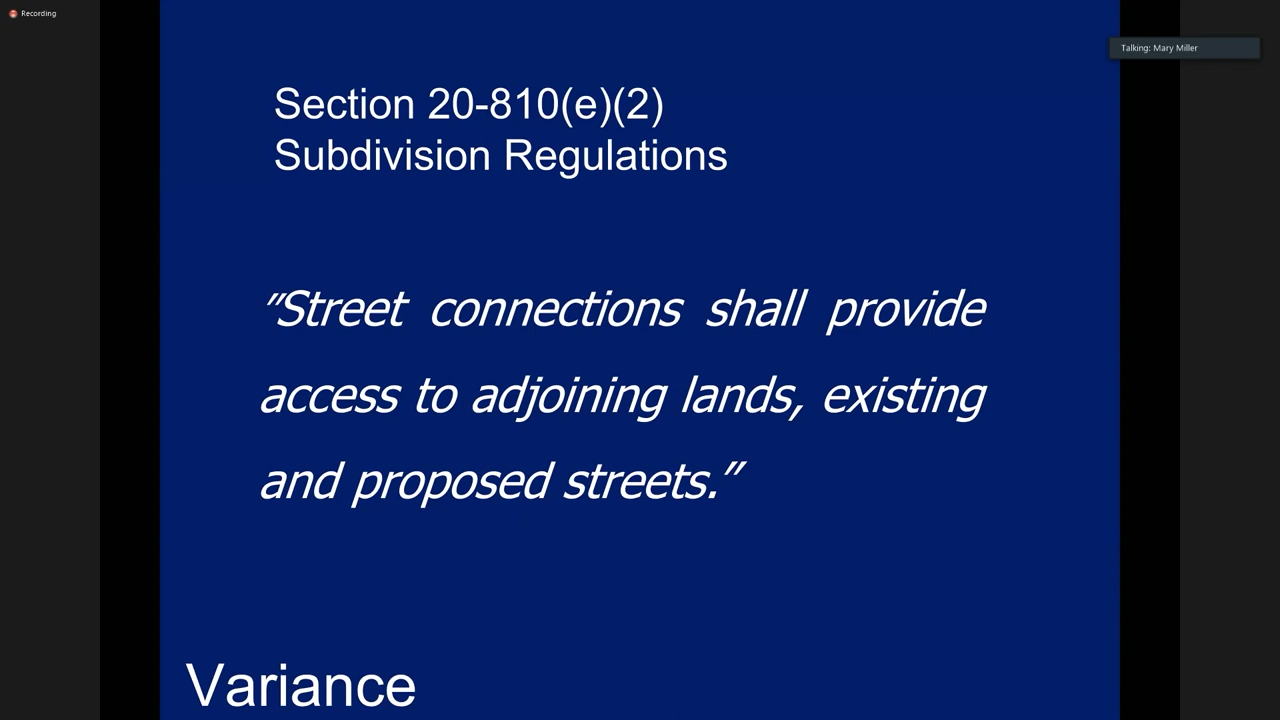 Recording
Talking: Mary Miller
Section 20-810(e)(2)
Subdivision Regulations
"Street connections shall provide
access to adjoining lands, existing
and proposed streets."
Variance